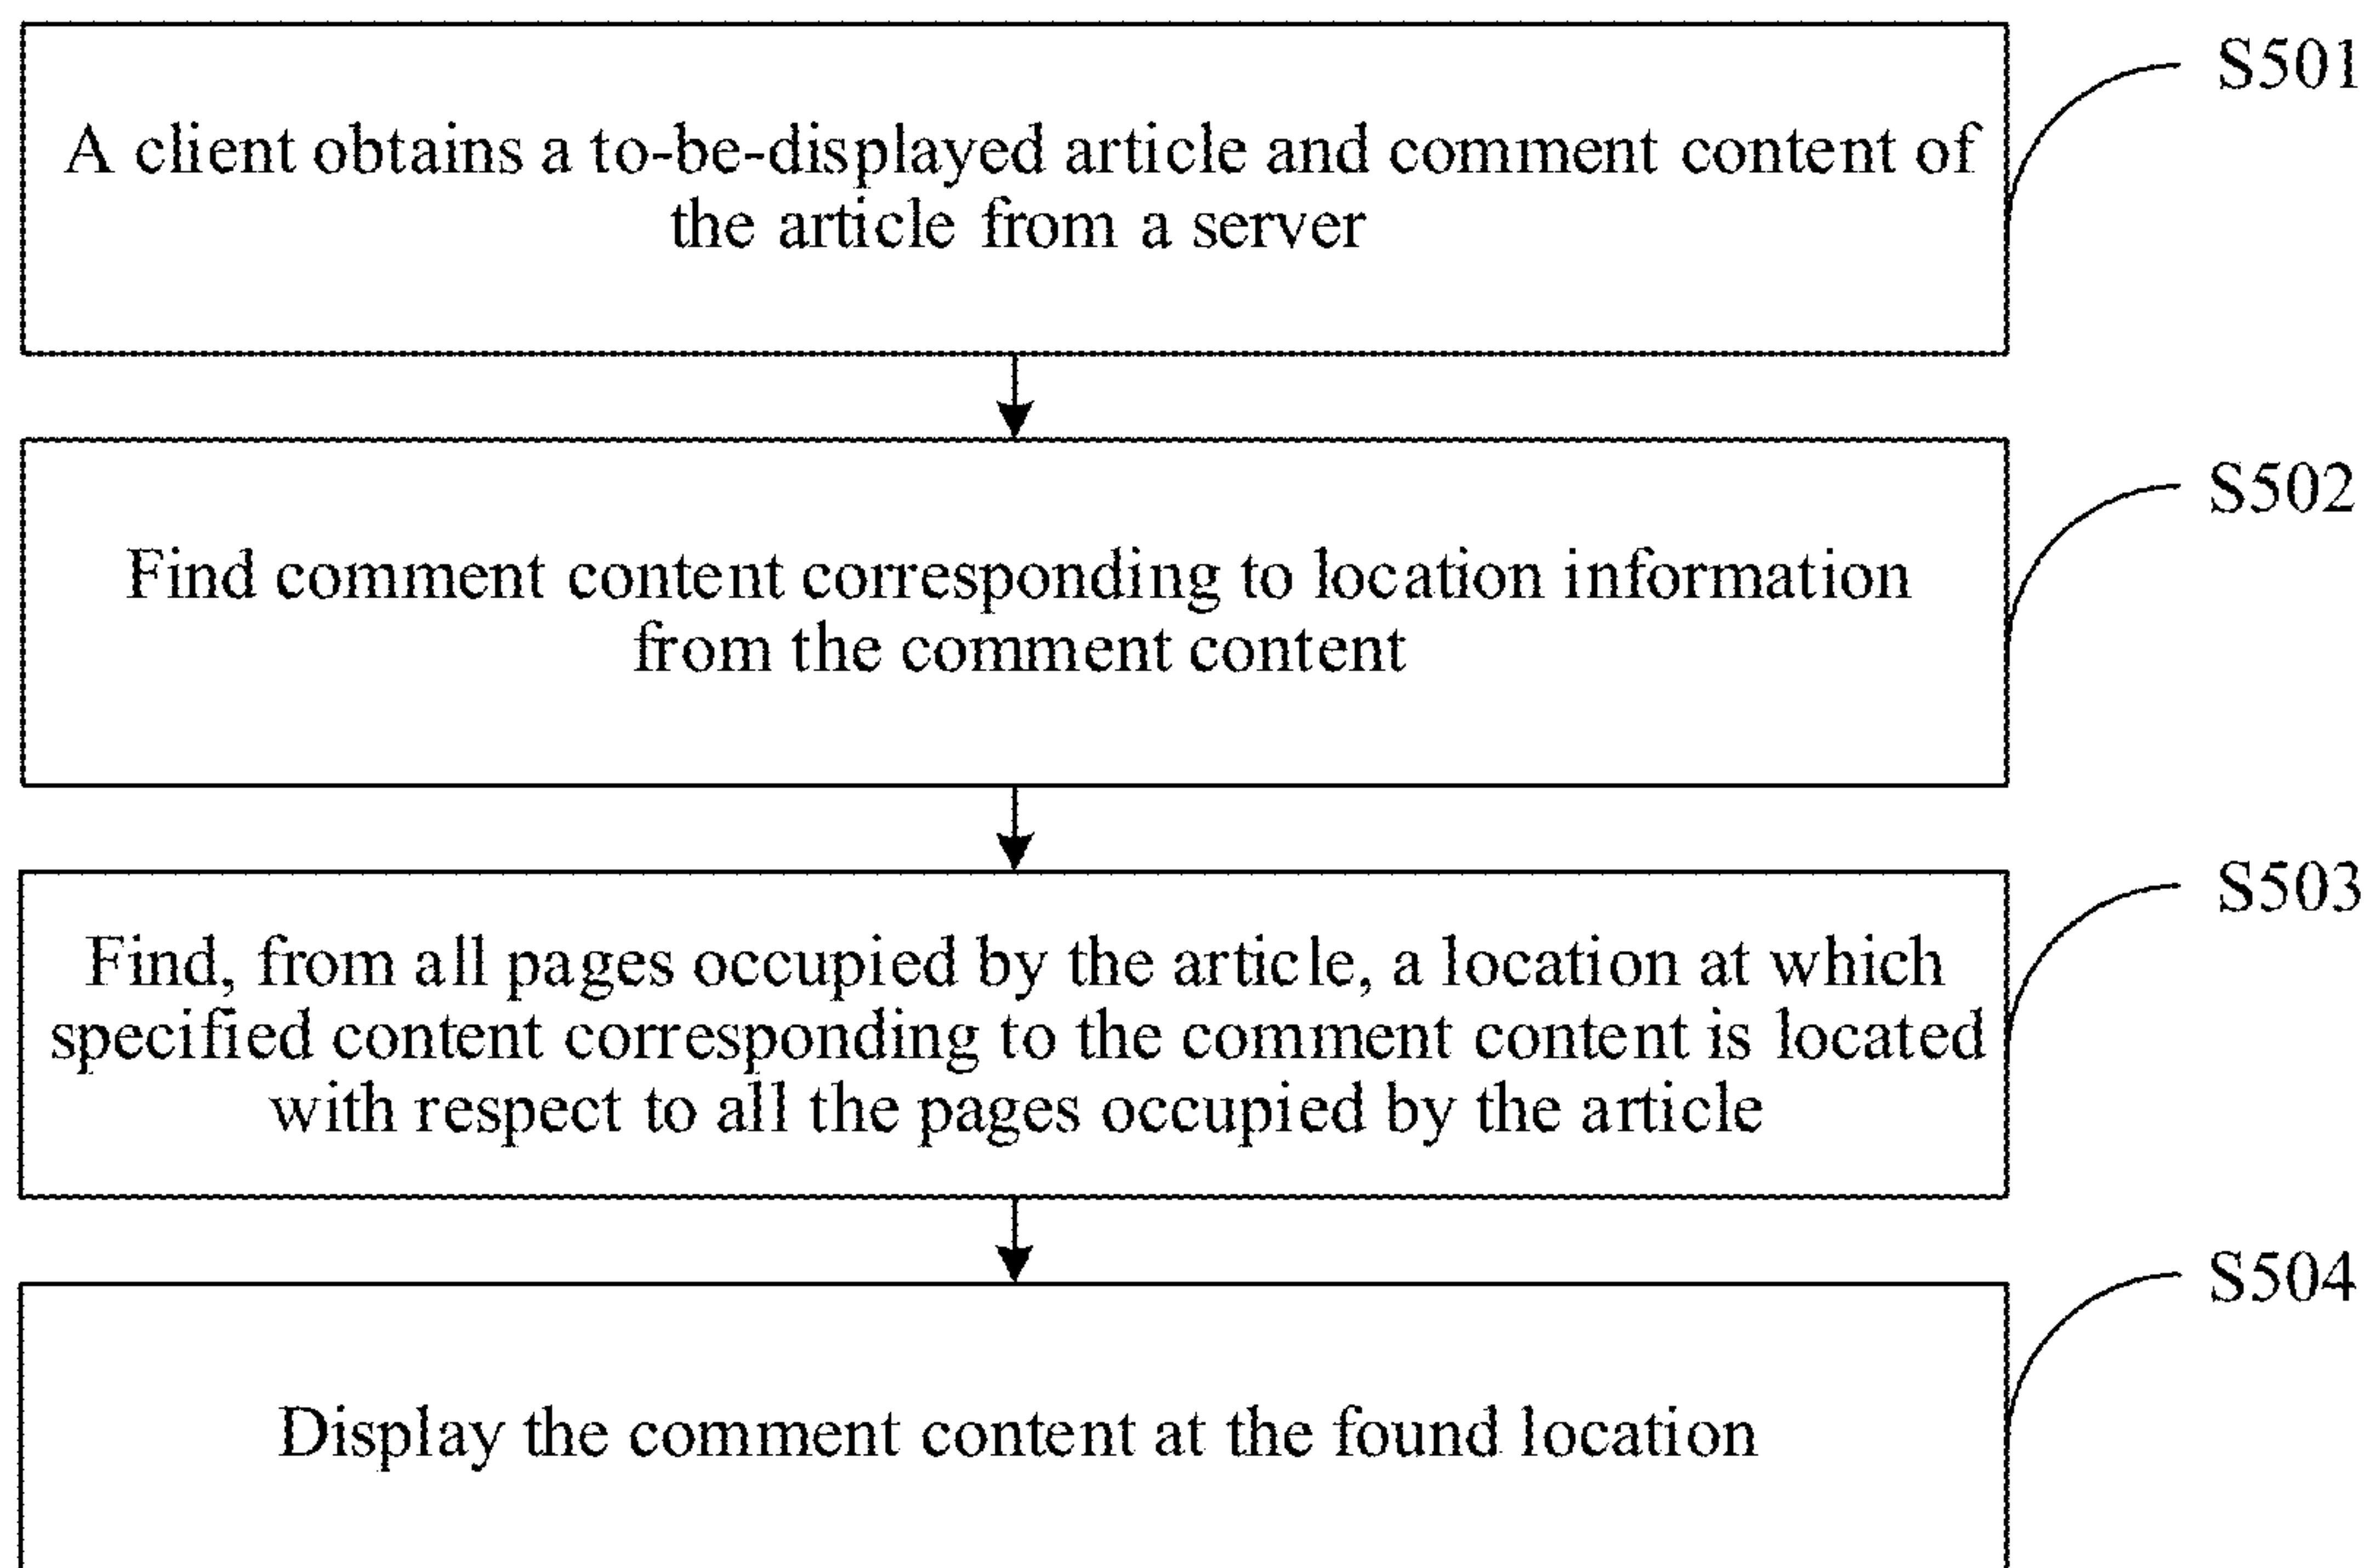 S501
A client obtains a to-be-displayed article and comment content of
the article from a server
S502
Find comment content corresponding to location information
from the comment content
S503
Find, from all pages occupied by the article, a location at which
specified content corresponding to the comment content is located
with respect to all the pages occupied by the article
S504
Display the comment content at the found location